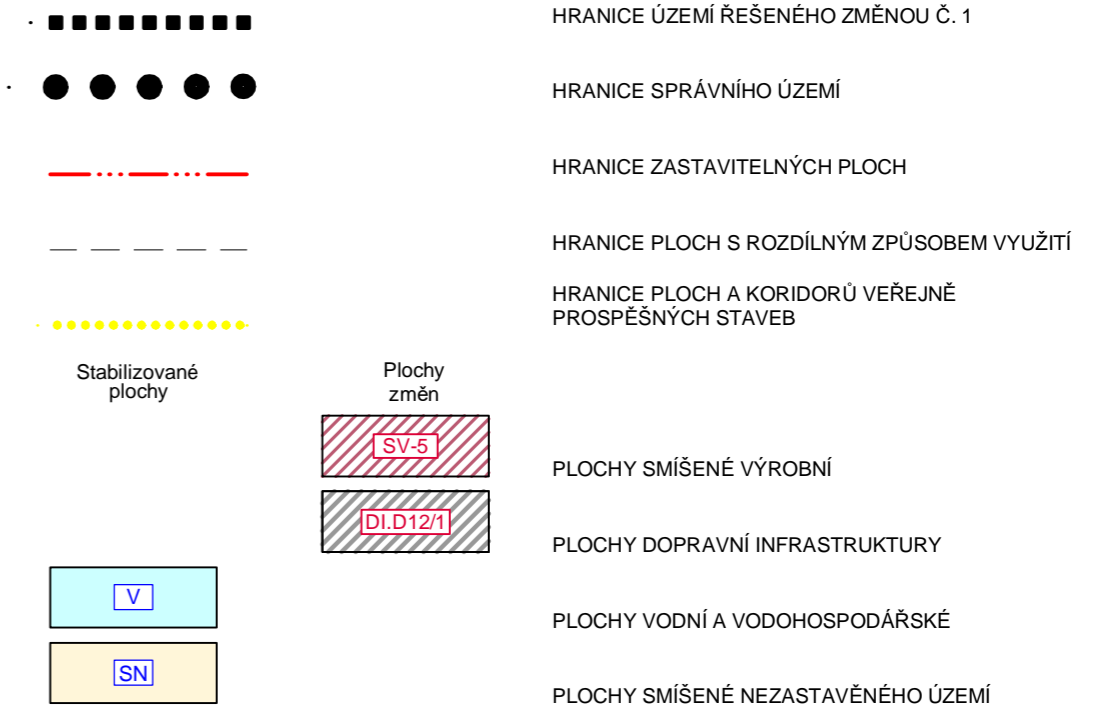 HRANICE ÚZEMÍ ŘEŠENÉHO ZMĚNOU Č. 1
HRANICE SPRÁVNÍHO ÚZEMÍ
HRANICE ZASTAVITELNÝCH PLOCH
HRANICE PLOCH S ROZDÍLNÝM ZPŮSOBEM VYUŽITÍ
HRANICE PLOCH A KORIDORŮ VEŘEJNĚ
PROSPĚŠNÝCH STAVEB
Stabilizované
plochy
Plochy
změn
SV-5
PLOCHY SMÍŠENÉ VÝROBNÍ
DI.D12/1
PLOCHY DOPRAVNÍ INFRASTRUKTURY
V
PLOCHY VODNÍ A VODOHOSPODÁŘSKÉ
SN
PLOCHY SMÍŠENÉ NEZASTAVĚNÉHO ÚZEMÍ